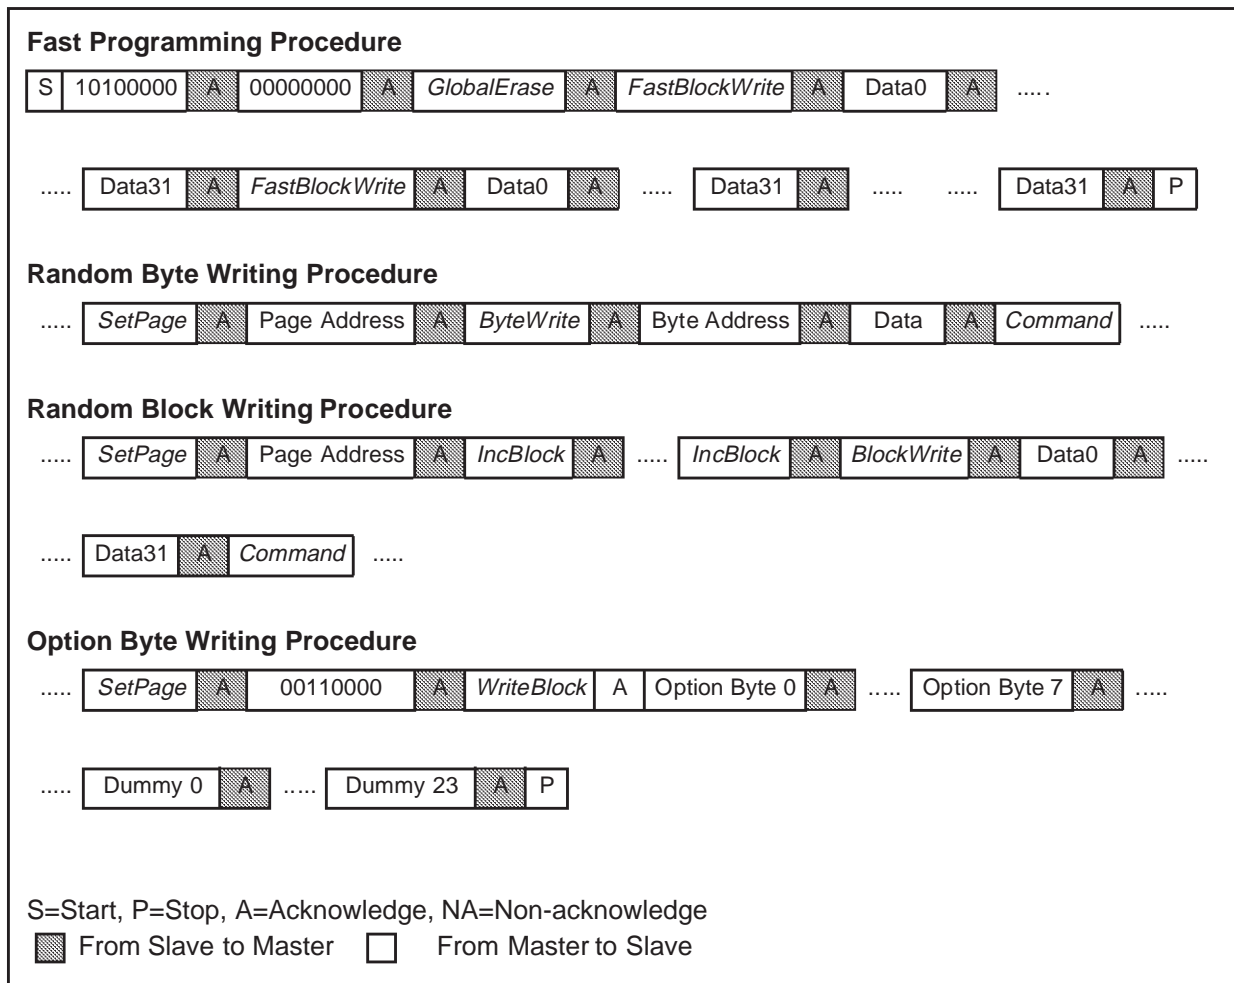 Fast Programming Procedure
S 10100000 A 00000000 A GlobalErase A FastBlockWrite A Data0 A .....
..... Data31 A FastBlockWrite A Data0 A ..... Data31 A ..... ..... Data31 A P
Random Byte Writing Procedure
..... SetPage A Page Address A ByteWrite A Byte Address A Data A Command .....
Random Block Writing Procedure
..... SetPage A Page Address A IncBlock A ..... IncBlock A BlockWrite A Data0 A .....
..... Data31 A Command .....
Option Byte Writing Procedure
..... SetPage A 00110000 A WriteBlock A Option Byte 0 A ..... Option Byte 7 A .....
..... Dummy 0 A ..... Dummy 23 A P
S=Start, P=Stop, A=Acknowledge, NA=Non-acknowledge
From Slave to Master From Master to Slave